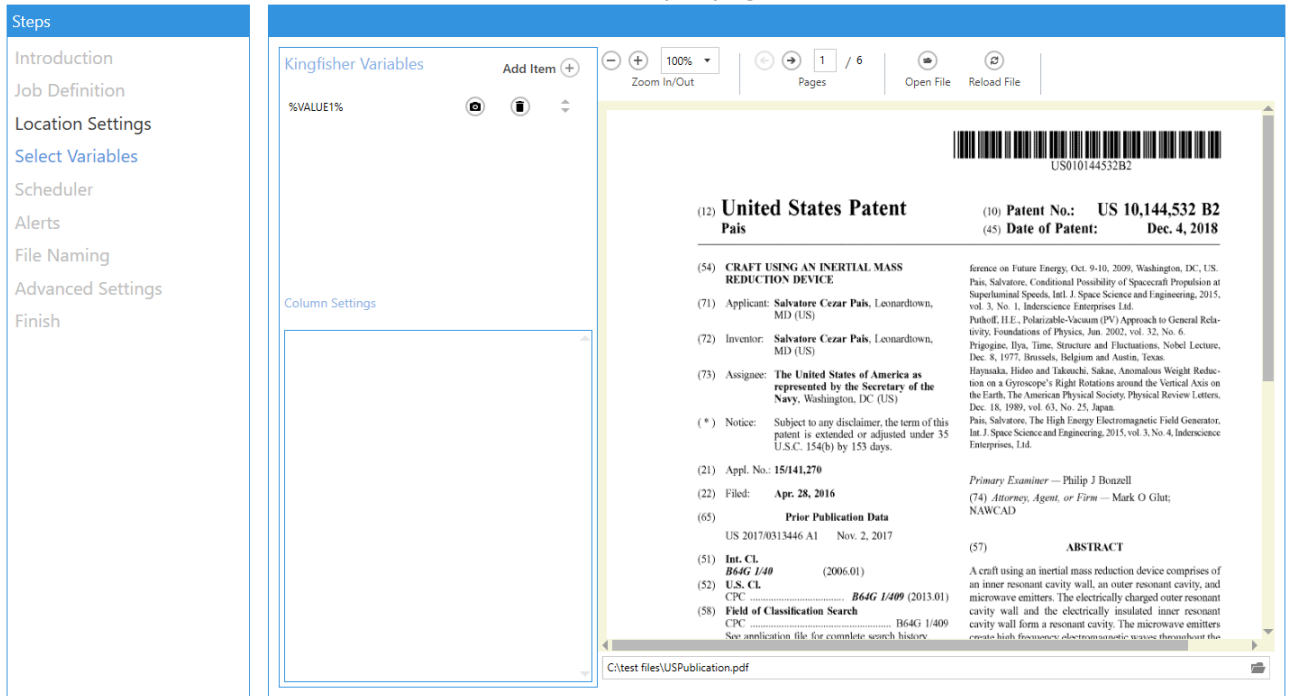 Steps
Introduction
Job Definition
Location Settings
Select Variables
Scheduler
Alerts
File Naming
Advanced Settings
Finish
Kingfisher Variables
Add Item
%VALUE1%
Column Settings
100%
Zoom In/Out
1 / 6
Pages
Open File
Reload File
US010144532B2
(12) United States Patent
Pais
(10) Patent No.: US 10,144,532 B2
(45) Date of Patent: Dec. 4, 2018
(54) CRAFT USING AN INERTIAL MASS
REDUCTION DEVICE
(71) Applicant: Salvatore Cezar Pais, Leonardtown,
MD (US)
(72) Inventor: Salvatore Cezar Pais, Leonardtown,
MD (US)
(73) Assignee: The United States of America as
represented by the Secretary of the
Navy, Washington, DC (US)
( * ) Notice: Subject to any disclaimer, the term of this
patent is extended or adjusted under 35
U.S.C. 154(b) by 153 days.
(21) Appl. No.: 15/141,270
(22) Filed: Apr. 28, 2016
(65) Prior Publication Data
US 2017/0313446 A1 Nov. 2, 2017
(51) Int. Cl.
B64G 1/40 (2006.01)
(52) U.S. Cl.
CPC .................................... B64G 1/409 (2013.01)
(58) Field of Classification Search
CPC ...................................................... B64G 1/409
See application file for complete search history
ference on Future Energy, Oct. 9-10, 2009, Washington, DC, US.
Pais, Salvatore, Conditional Possibility of Spacecraft Propulsion at
Superluminal Speeds, Intl. J. Space Science and Engineering, 2015,
vol. 3, No. 1, Inderscience Enterprises Ltd.
Puthoff, H.E., Polarizable-Vacuum (PV) Approach to General Rela-
tivity, Foundations of Physics, Jun. 2002, vol. 32, No. 6.
Prigogine, Ilya, Time, Structure and Fluctuations, Nobel Lecture,
Dec. 8, 1977, Brussels, Belgium and Austin, Texas.
Hayasaka, Hideo and Takeuchi, Sakae, Anomalous Weight Reduc-
tion on a Gyroscope's Right Rotations around the Vertical Axis on
the Earth, The American Physical Society, Physical Review Letters,
Dec. 18, 1989, vol. 63, No. 25, Japan.
Pais, Salvatore, The High Energy Electromagnetic Field Generator,
Int. J. Space Science and Engineering, 2015, vol. 3, No. 4, Inderscience
Enterprises, Ltd.
Primary Examiner — Philip J Bonzell
(74) Attorney, Agent, or Firm — Mark O Glut;
NAWCAD
(57) ABSTRACT
A craft using an inertial mass reduction device comprises of
an inner resonant cavity wall, an outer resonant cavity, and
microwave emitters. The electrically charged outer resonant
cavity wall and the electrically insulated inner resonant
cavity wall form a resonant cavity. The microwave emitters
create high frequency electromagnetic waves throughout the
C:\test files\USPublication.pdf